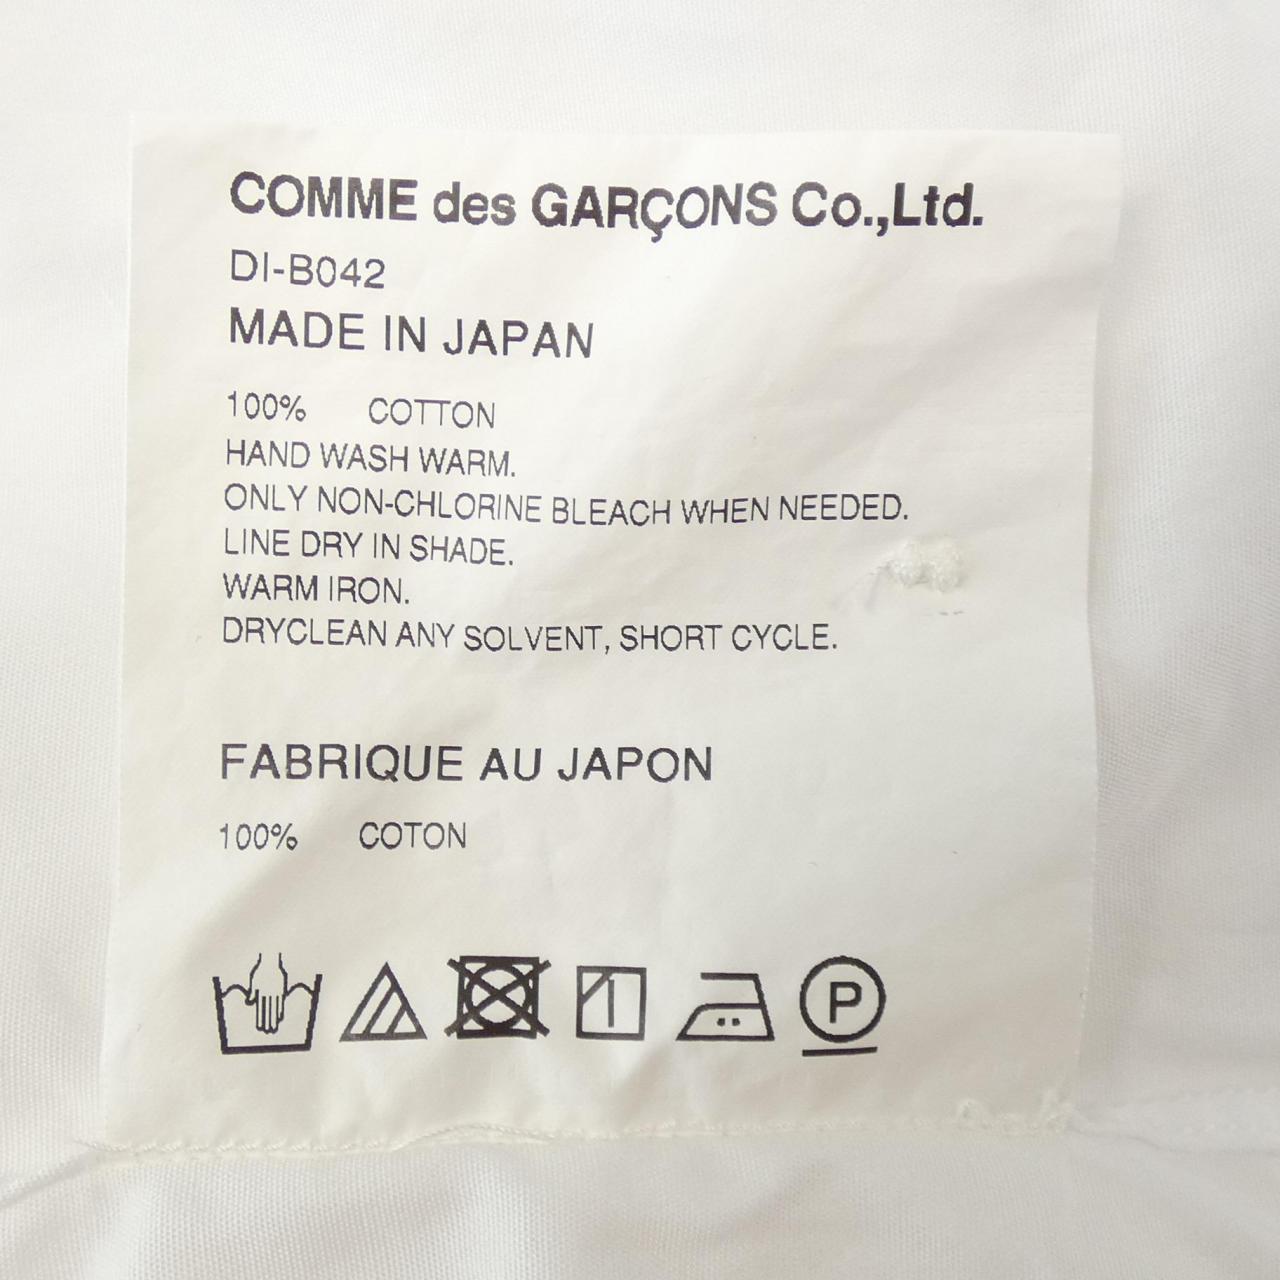 COMME des GARÇONS Co.,Ltd.
DI-B042
MADE IN JAPAN
100% COTTON
HAND WASH WARM.
ONLY NON-CHLORINE BLEACH WHEN NEEDED.
LINE DRY IN SHADE.
WARM IRON.
DRYCLEAN ANY SOLVENT, SHORT CYCLE.
FABRIQUE AU JAPON
100% COTON
P